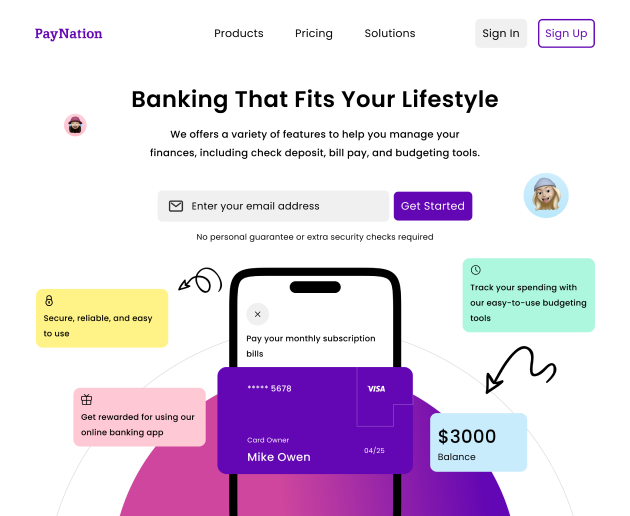 PayNation
Products
Pricing
Solutions
Sign In
Sign Up
Banking That Fits Your Lifestyle
We offers a variety of features to help you manage your
finances, including check deposit, bill pay, and budgeting tools.
Enter your email address
Get Started
No personal guarantee or extra security checks required
Secure, reliable, and easy
to use
Track your spending with
our easy-to-use budgeting
tools
Pay your monthly subscription
bills
Get rewarded for using our
online banking app
***** 5678
VISA
Card Owner
Mike Owen
04/25
$3000
Balance